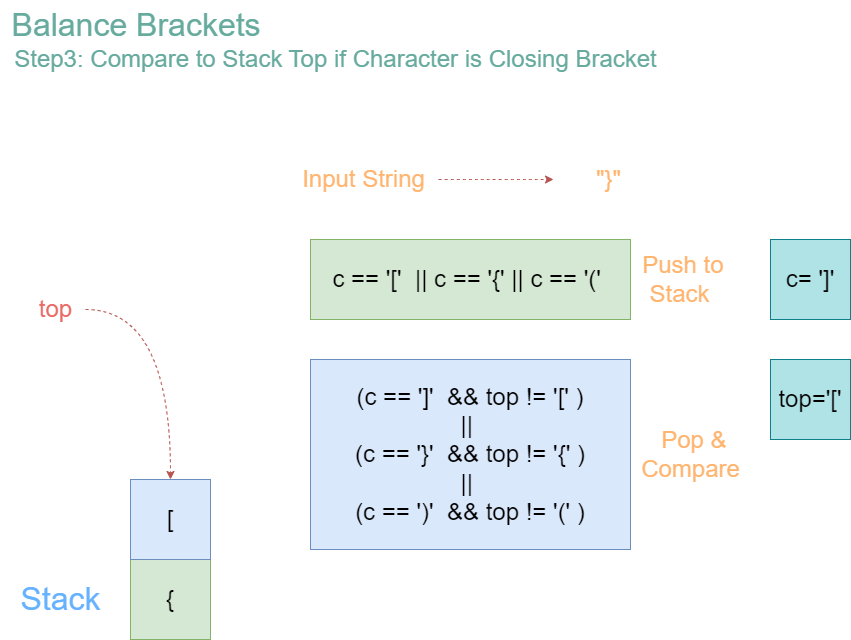 Balance Brackets
Step3: Compare to Stack Top if Character is Closing Bracket
Input String
"}"
c == '[' || c == '{' || c == '('
Push to
Stack
c= ']'
top
(c == ']' && top != '[' )
||
(c == '}' && top != '{' )
||
(c == ')' && top != '(' )
Pop &
Compare
top='['
[
Stack
{